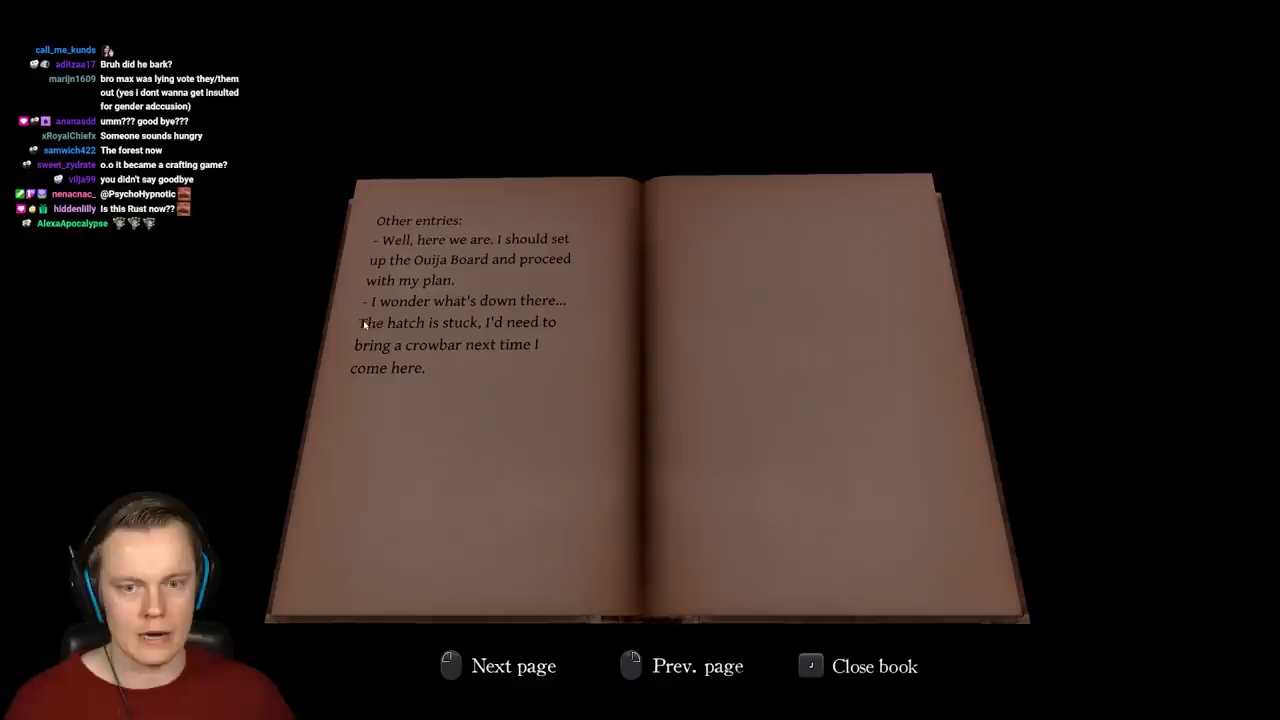 call_me_kunds
aditzaa17 Bruh did he bark?
marijn1609 bro max was lying vote they/them
out (yes i dont wanna get insulted
for gender adccusion)
ananasdd umm??? good bye???
xRoyalChiefx Someone sounds hungry
samwich422 The forest now
sweet_zydrate o.o it became a crafting game?
vilja99 you didn't say goodbye
nenacnac_ @PsychoHypnotic
hiddenlilly Is this Rust now??
AlexaApocalypse
Other entries:
- Well, here we are. I should set
up the Ouija Board and proceed
with my plan.
- I wonder what's down there...
The hatch is stuck, I'd need to
bring a crowbar next time I
come here.
Next page
Prev. page
J
Close book